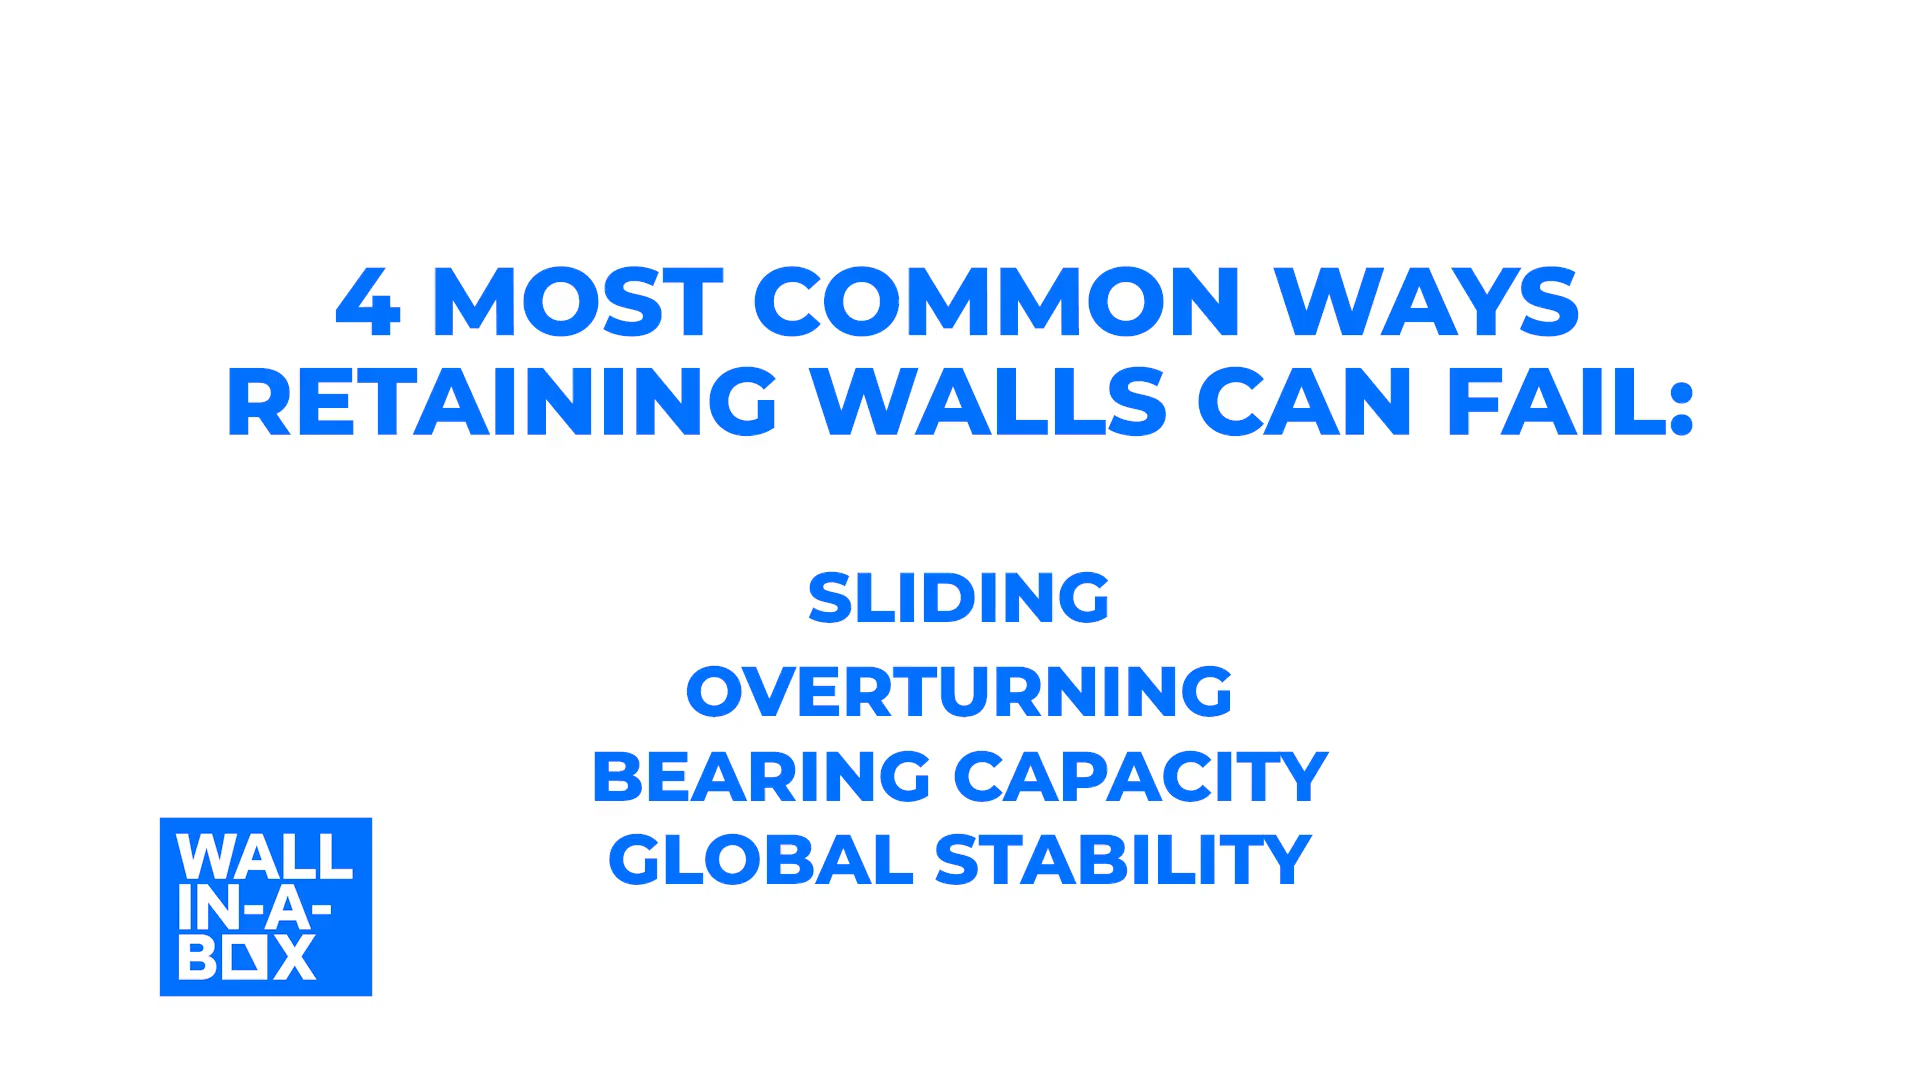 4 MOST COMMON WAYS
RETAINING WALLS CAN FAIL:
SLIDING
OVERTURNING
BEARING CAPACITY
GLOBAL STABILITY
WALL
IN-A-
BOX